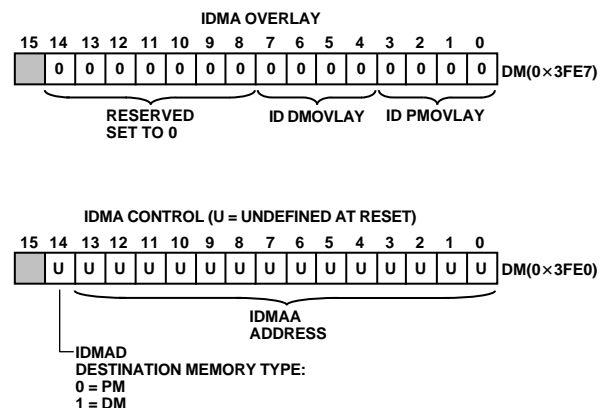 IDMA OVERLAY
15 14 13 12 11 10 9 8 7 6 5 4 3 2 1 0
0 0 0 0 0 0 0 0 0 0 0 0 0 0 0 DM(0×3FE7)
RESERVED SET TO 0
ID DMOVLAY
ID PMOVLAY
IDMA CONTROL (U = UNDEFINED AT RESET)
15 14 13 12 11 10 9 8 7 6 5 4 3 2 1 0
U U U U U U U U U U U U U U U DM(0×3FE0)
IDMAA
ADDRESS
IDMAD
DESTINATION MEMORY TYPE:
0 = PM
1 = DM